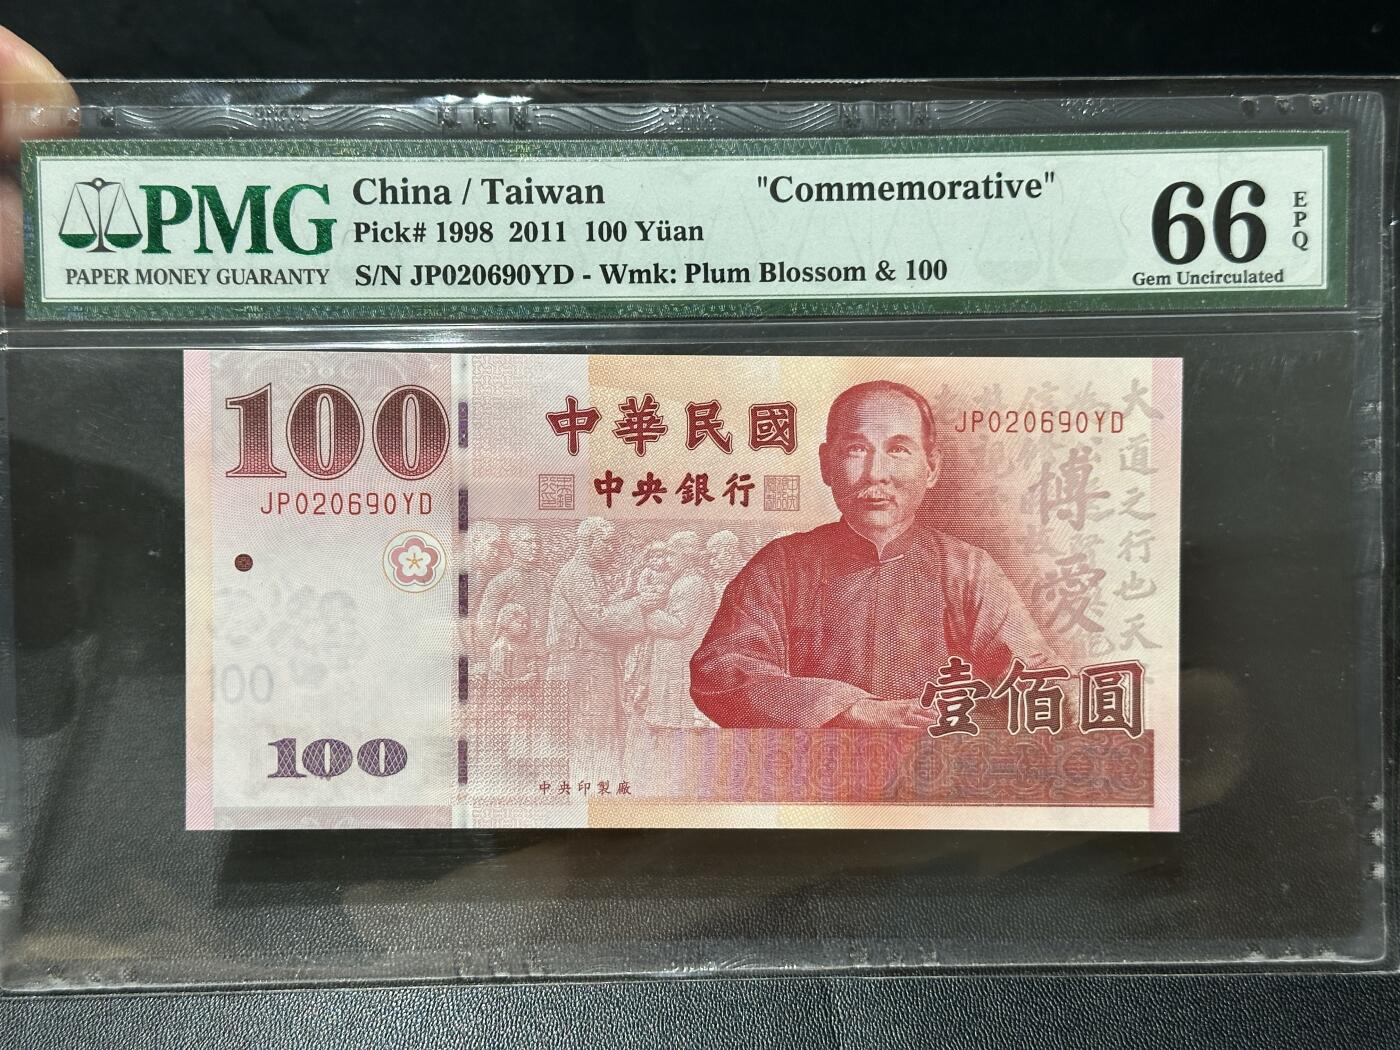 PMG
PAPER MONEY GUARANTY
China / Taiwan "Commemorative"
Pick# 1998 2011 100 Yüan
S/N JP020690YD - Wmk: Plum Blossom & 100
66
EPQ
Gem Uncirculated
100
JP020690YD
中華民國
中央銀行
JP020690YD
大道之行也天
博愛
100
100
壹佰圓
中央印製廠